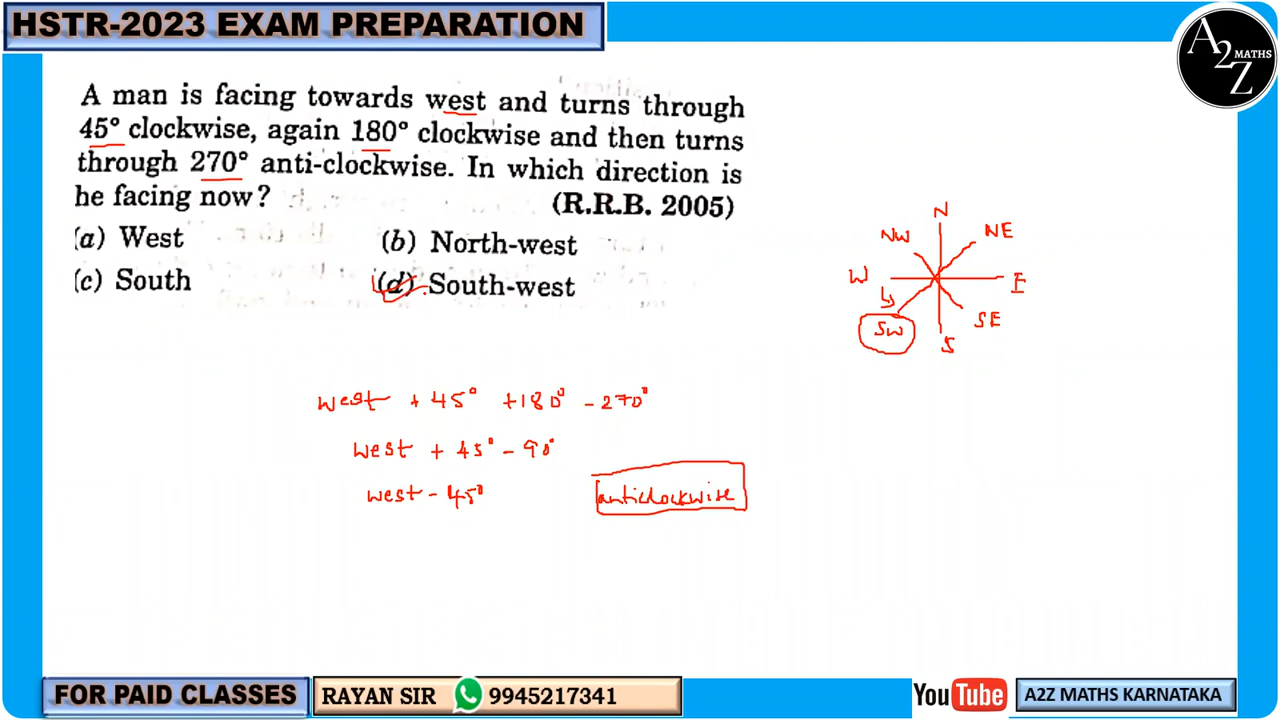 HSTR-2023 EXAM PREPARATION
A2Z MATHS
A man is facing towards west and turns through
45° clockwise, again 180° clockwise and then turns
through 270° anti-clockwise. In which direction is
he facing now? (R.R.B. 2005)
(a) West (b) North-west
(c) South (d) South-west
N
NW NE
W E
SW SE
S
west + 45° + 180° - 270°
west + 45° - 90°
west - 45° anticlockwise
FOR PAID CLASSES RAYAN SIR 9945217341 YouTube A2Z MATHS KARNATAKA